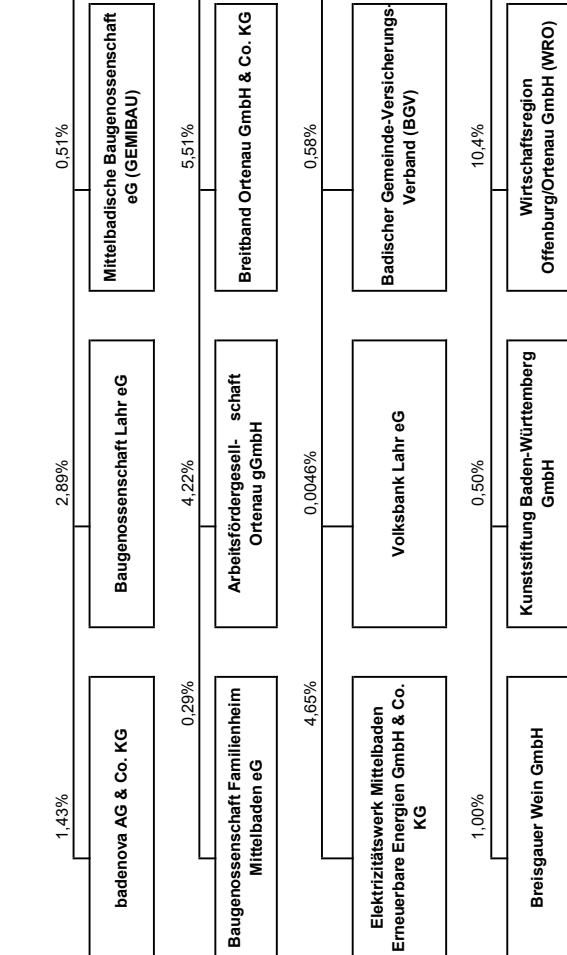 1,43%
2,89%
0,51%
badenova AG & Co. KG
Baugenossenschaft Lahr eG
Mittelbadische Baugenossenschaft
eG (GEMIBAU)
0,29%
4,22%
5,51%
Baugenossenschaft Familienheim
Mittelbaden eG
Arbeitsfördergesell- schaft
Ortenau gGmbH
Breitband Ortenau GmbH & Co. KG
4,65%
0,0046%
0,58%
Elektrizitätswerk Mittelbaden
Erneuerbare Energien GmbH & Co.
KG
Volksbank Lahr eG
Badischer Gemeinde-Versicherungs-
Verband (BGV)
1,00%
0,50%
10,4%
Breisgauer Wein GmbH
Kunststiftung Baden-Württemberg
GmbH
Wirtschaftsregion
Offenburg/Ortenau GmbH (WRO)